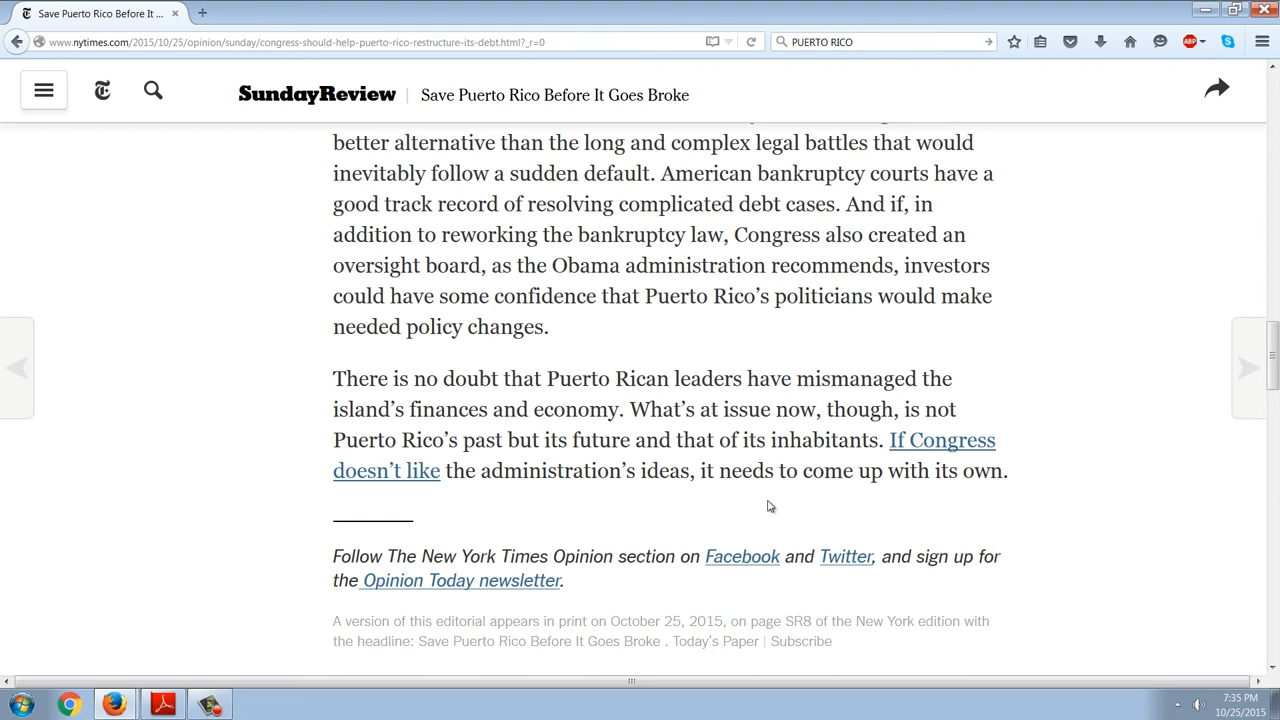 Save Puerto Rico Before It ...
www.nytimes.com/2015/10/25/opinion/sunday/congress-should-help-puerto-rico-restructure-its-debt.html?_r=0
PUERTO RICO
ABP
SundayReview | Save Puerto Rico Before It Goes Broke
better alternative than the long and complex legal battles that would
inevitably follow a sudden default. American bankruptcy courts have a
good track record of resolving complicated debt cases. And if, in
addition to reworking the bankruptcy law, Congress also created an
oversight board, as the Obama administration recommends, investors
could have some confidence that Puerto Rico’s politicians would make
needed policy changes.
There is no doubt that Puerto Rican leaders have mismanaged the
island’s finances and economy. What’s at issue now, though, is not
Puerto Rico’s past but its future and that of its inhabitants. If Congress
doesn’t like the administration’s ideas, it needs to come up with its own.
Follow The New York Times Opinion section on Facebook and Twitter, and sign up for
the Opinion Today newsletter.
A version of this editorial appears in print on October 25, 2015, on page SR8 of the New York edition with
the headline: Save Puerto Rico Before It Goes Broke . Today’s Paper | Subscribe
7:35 PM
10/25/2015